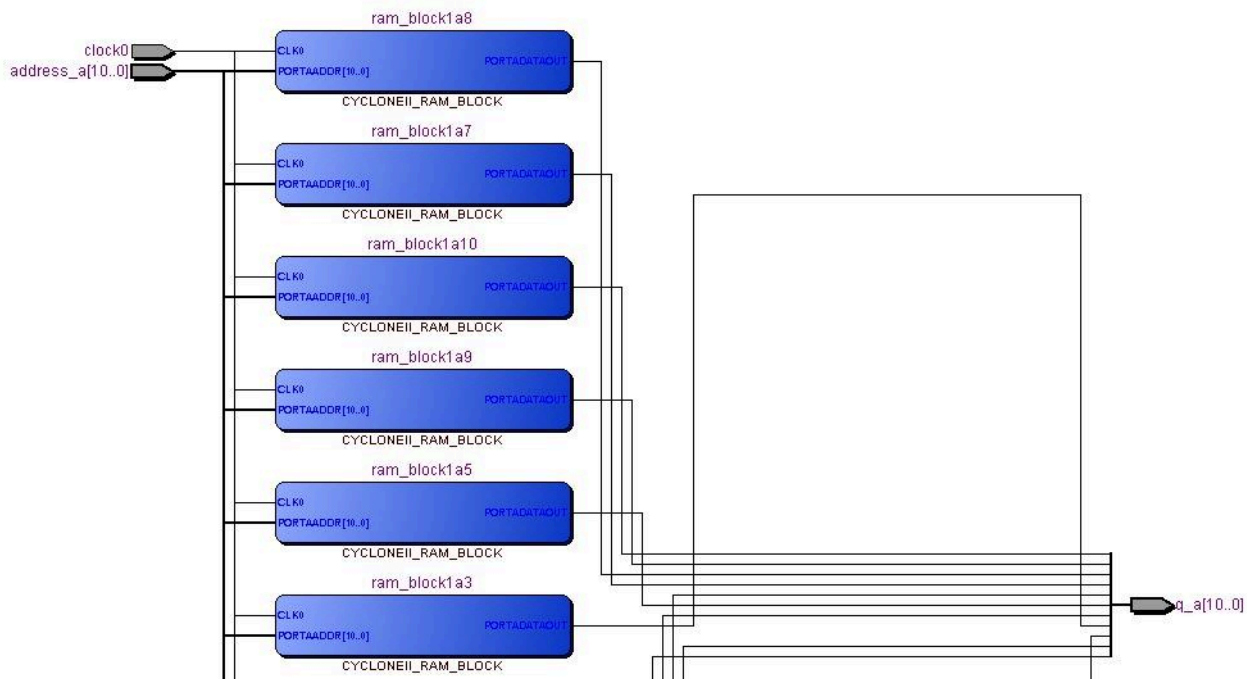 ram_block1a8
clock0
CLK0
PORTADATAOUT
address_a[10..0]
PORTAADDR[10..0]
CYCLONEII_RAM_BLOCK
ram_block1a7
CLK0
PORTADATAOUT
PORTAADDR[10..0]
CYCLONEII_RAM_BLOCK
ram_block1a10
CLK0
PORTADATAOUT
PORTAADDR[10..0]
CYCLONEII_RAM_BLOCK
ram_block1a9
CLK0
PORTADATAOUT
PORTAADDR[10..0]
CYCLONEII_RAM_BLOCK
ram_block1a5
CLK0
PORTADATAOUT
PORTAADDR[10..0]
CYCLONEII_RAM_BLOCK
ram_block1a3
q_a[10..0]
CLK0
PORTADATAOUT
PORTAADDR[10..0]
CYCLONEII_RAM_BLOCK